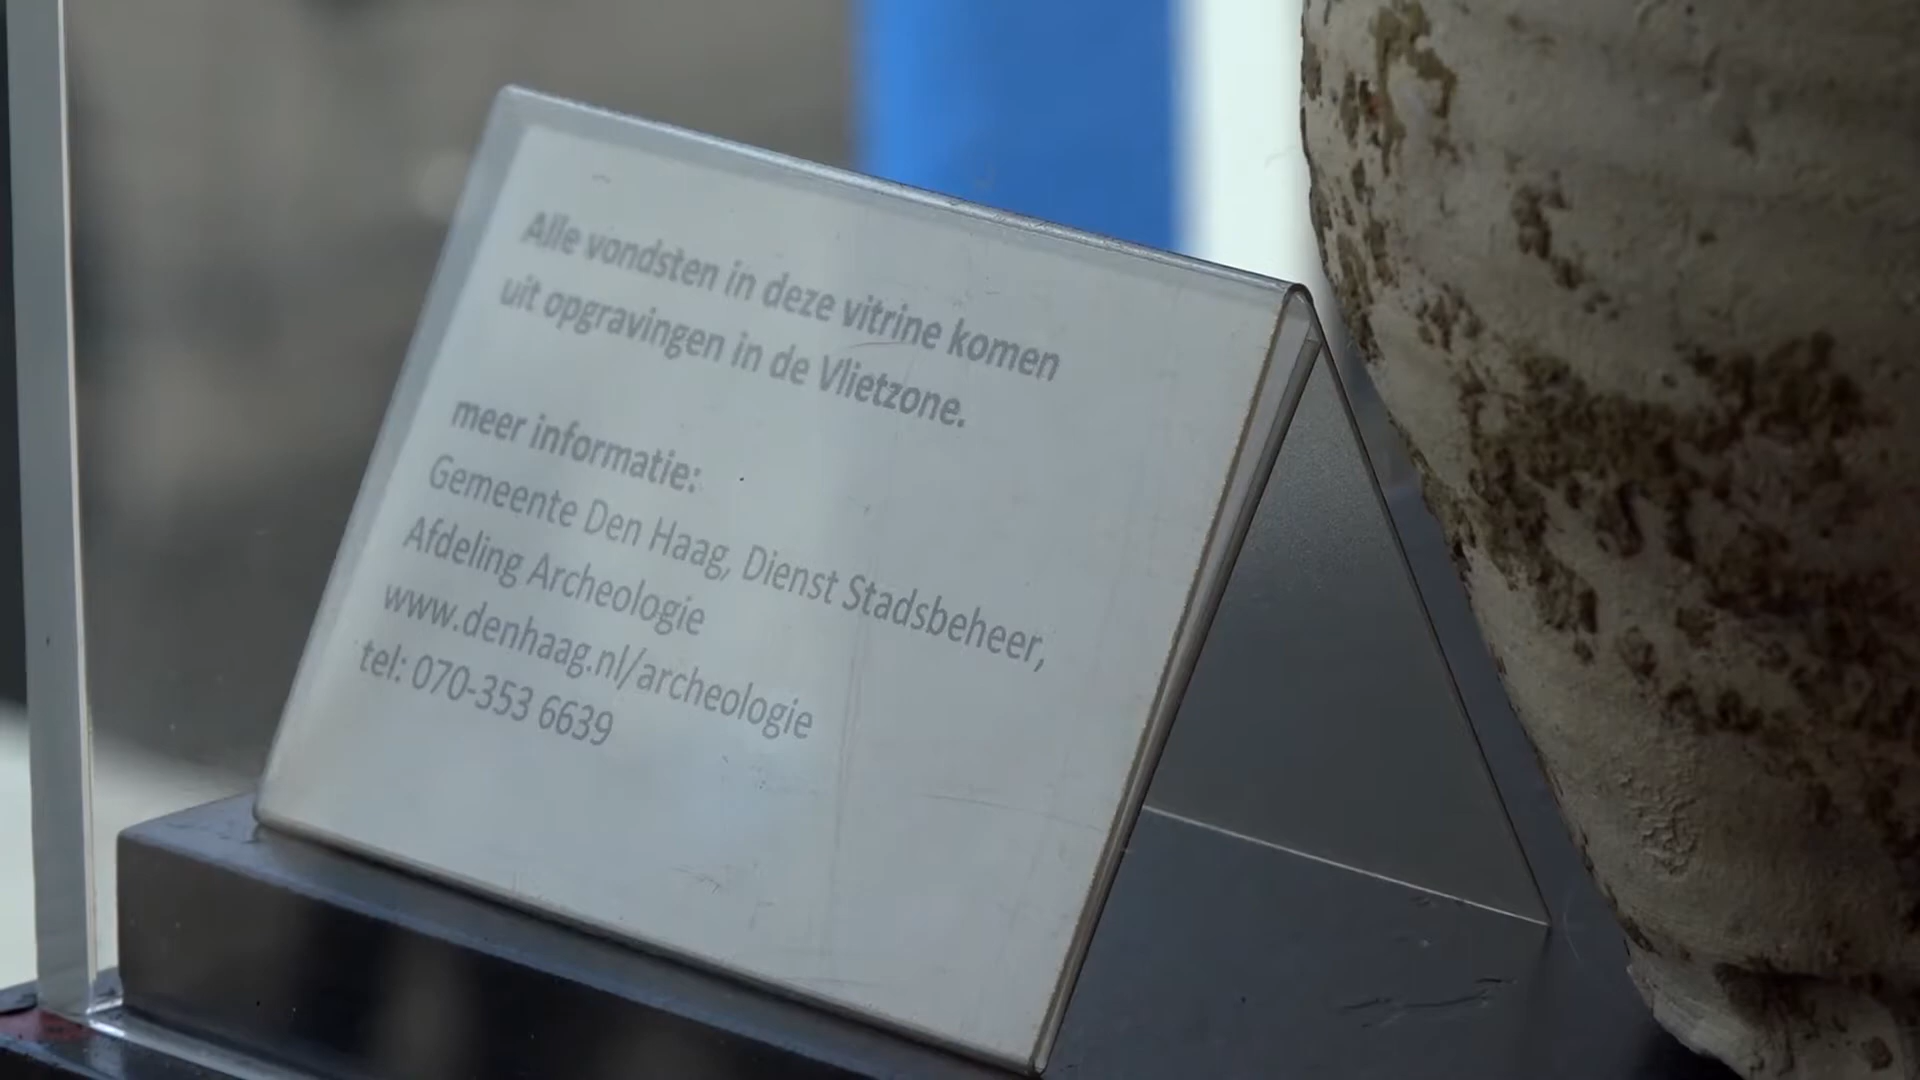 Alle vondsten in deze vitrine komen
uit opgravingen in de Vlietzone.
meer informatie:
Gemeente Den Haag, Dienst Stadsbeheer,
Afdeling Archeologie
www.denhaag.nl/archeologie
tel: 070-353 6639